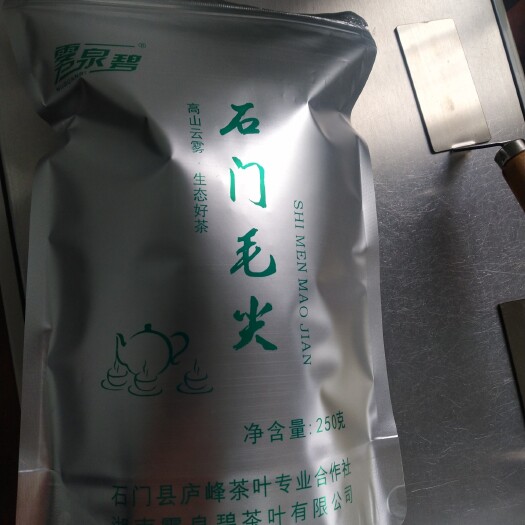 雾泉碧®
石门毛尖
高山云雾 · 生态好茶
SHI MEN MAO JIAN
净含量:250克
石门县庐峰茶叶专业合作社
湖南雾泉碧茶叶有限公司